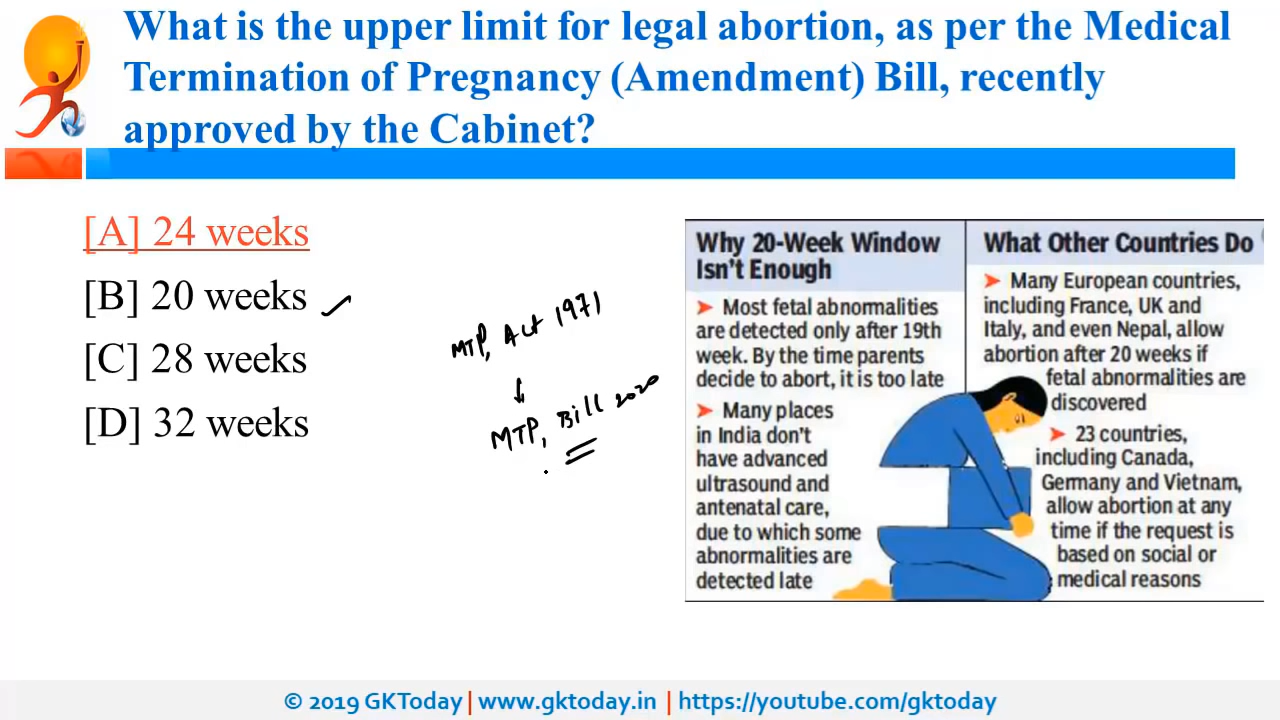 What is the upper limit for legal abortion, as per the Medical
Termination of Pregnancy (Amendment) Bill, recently
approved by the Cabinet?
[A] 24 weeks
[B] 20 weeks
[C] 28 weeks
[D] 32 weeks
MTP, Act 1971
MTP, Bill 2020
Why 20-Week Window
Isn't Enough
Most fetal abnormalities
are detected only after 19th
week. By the time parents
decide to abort, it is too late
Many places
in India don't
have advanced
ultrasound and
antenatal care,
due to which some
abnormalities are
detected late
What Other Countries Do
Many European countries,
including France, UK and
Italy, and even Nepal, allow
abortion after 20 weeks if
fetal abnormalities are
discovered
23 countries,
including Canada,
Germany and Vietnam,
allow abortion at any
time if the request is
based on social or
medical reasons
© 2019 GKToday | www.gktoday.in | https://youtube.com/gktoday